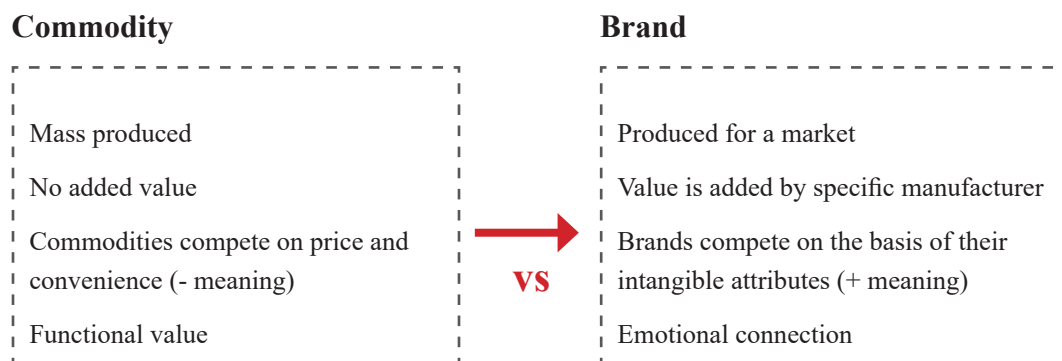 Commodity
Mass produced
No added value
Commodities compete on price and
convenience (- meaning)
Functional value
vs
Brand
Produced for a market
Value is added by specific manufacturer
Brands compete on the basis of their
intangible attributes (+ meaning)
Emotional connection